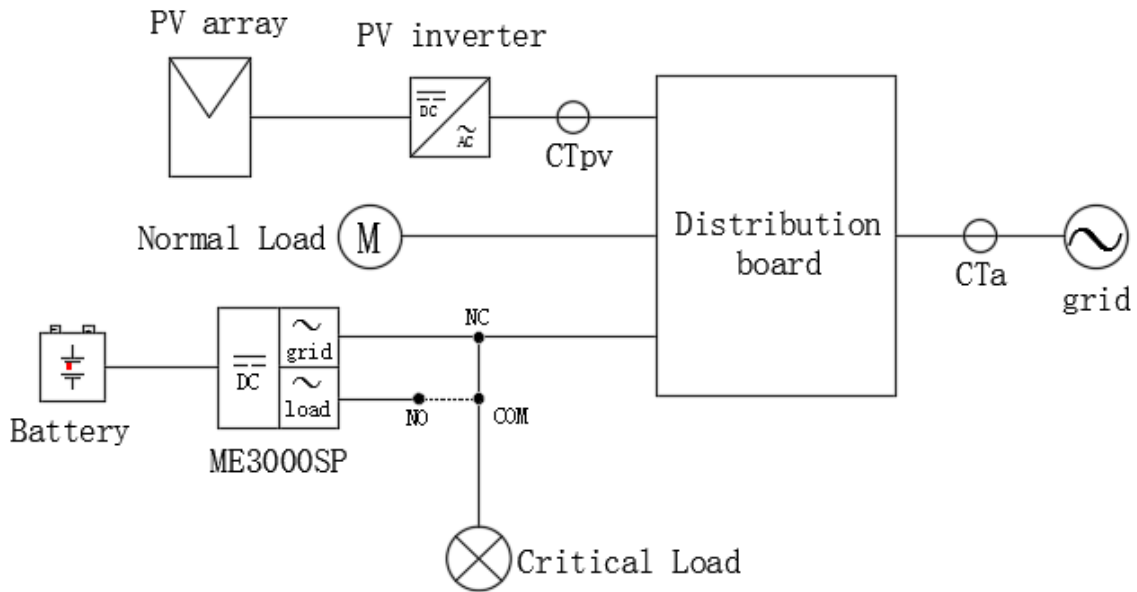 PV array
PV inverter
DC
AC
CTpv
Normal Load
M
Distribution
board
CTa
grid
NC
grid
DC
load
NO
COM
Battery
ME3000SP
Critical Load